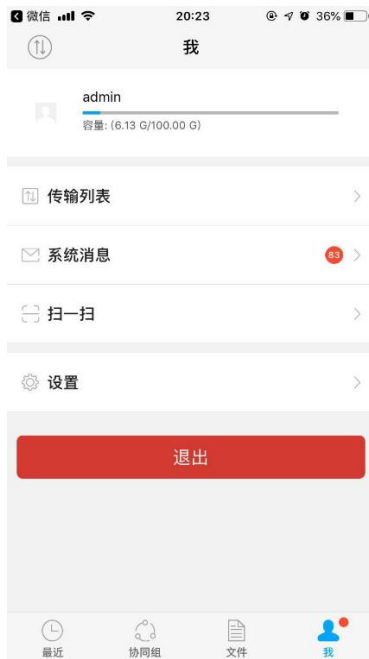 微信 20:23 36%
我
admin
容量: (6.13 G/100.00 G)
传输列表
系统消息 83
扫一扫
设置
退出
最近 协同组 文件 我